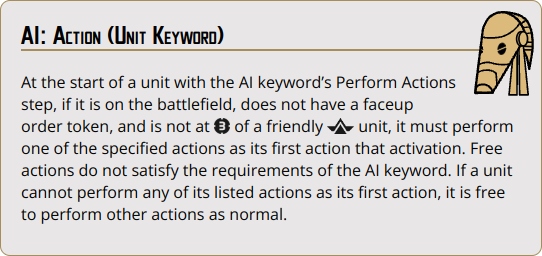 AI: Action (Unit Keyword)
At the start of a unit with the AI keyword’s Perform Actions
step, if it is on the battlefield, does not have a faceup
order token, and is not at 3 of a friendly unit, it must perform
one of the specified actions as its first action that activation. Free
actions do not satisfy the requirements of the AI keyword. If a unit
cannot perform any of its listed actions as its first action, it is free
to perform other actions as normal.